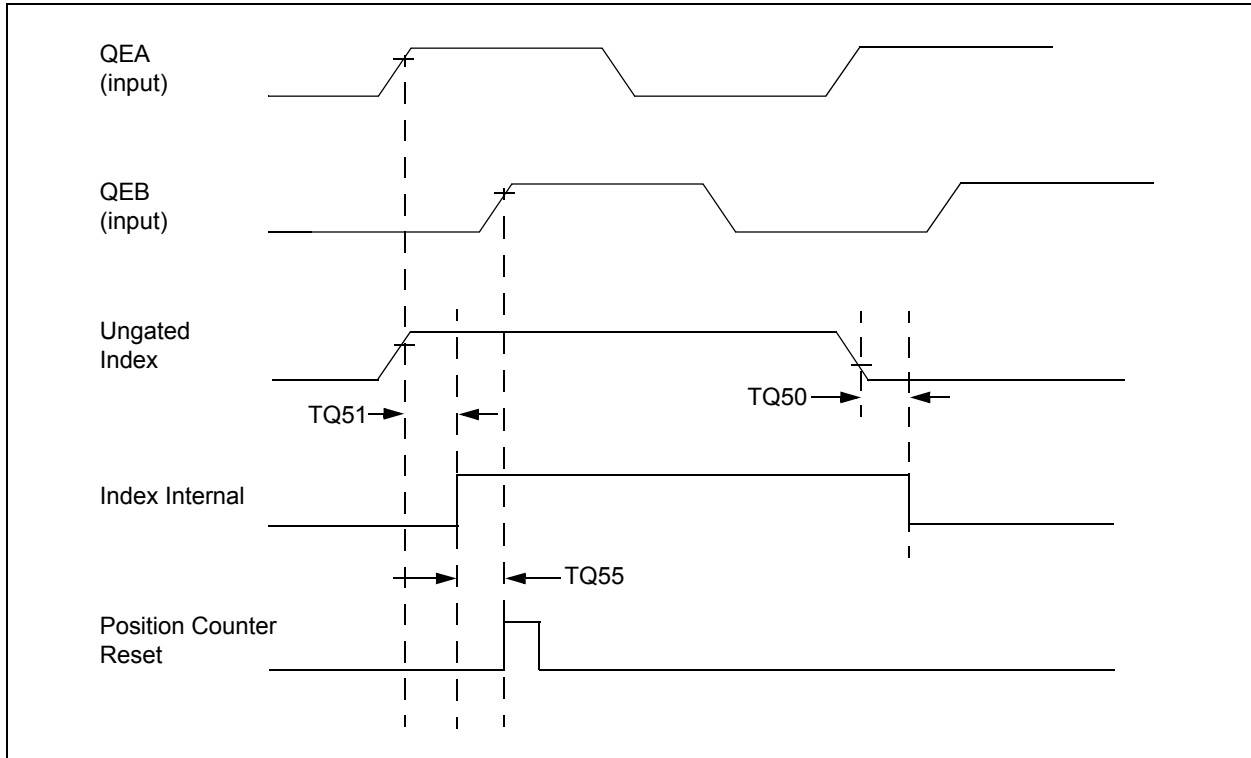 QEA
(input)
QEB
(input)
Ungated
Index
TQ50
TQ51
Index Internal
TQ55
Position Counter
Reset